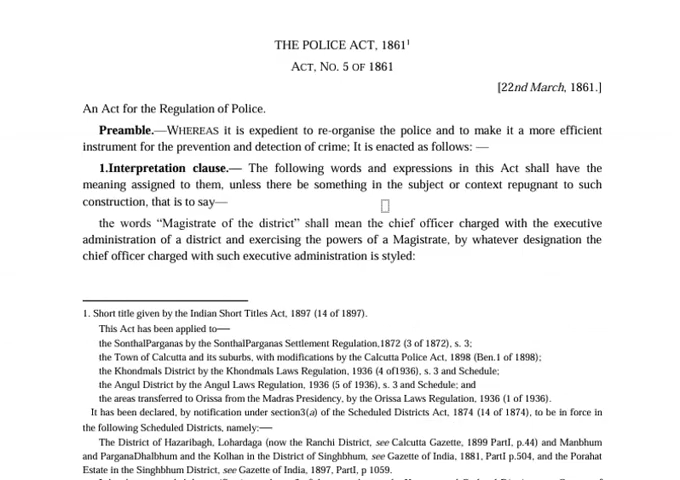 THE POLICE ACT, 1861¹
ACT, NO. 5 OF 1861
[22nd March, 1861.]
An Act for the Regulation of Police.
Preamble.—WHEREAS it is expedient to re-organise the police and to make it a more efficient
instrument for the prevention and detection of crime; It is enacted as follows: —
1.Interpretation clause.— The following words and expressions in this Act shall have the
meaning assigned to them, unless there be something in the subject or context repugnant to such
construction, that is to say—
the words “Magistrate of the district” shall mean the chief officer charged with the executive
administration of a district and exercising the powers of a Magistrate, by whatever designation the
chief officer charged with such executive administration is styled:
1. Short title given by the Indian Short Titles Act, 1897 (14 of 1897).
This Act has been applied to—
the SonthalParganas by the SonthalParganas Settlement Regulation,1872 (3 of 1872), s. 3;
the Town of Calcutta and its suburbs, with modifications by the Calcutta Police Act, 1898 (Ben.1 of 1898);
the Khondmals District by the Khondmals Laws Regulation, 1936 (4 of1936), s. 3 and Schedule;
the Angul District by the Angul Laws Regulation, 1936 (5 of 1936), s. 3 and Schedule; and
the areas transferred to Orissa from the Madras Presidency, by the Orissa Laws Regulation, 1936 (1 of 1936).
It has been declared, by notification under section3(a) of the Scheduled Districts Act, 1874 (14 of 1874), to be in force in
the following Scheduled Districts, namely:—
The District of Hazaribagh, Lohardaga (now the Ranchi District, see Calcutta Gazette, 1899 PartI, p.44) and Manbhum
and ParganaDhalbhum and the Kolhan in the District of Singhbhum, see Gazette of India, 1881, PartI p.504, and the Porahat
Estate in the Singhbhum District, see Gazette of India, 1897, PartI, p 1059.